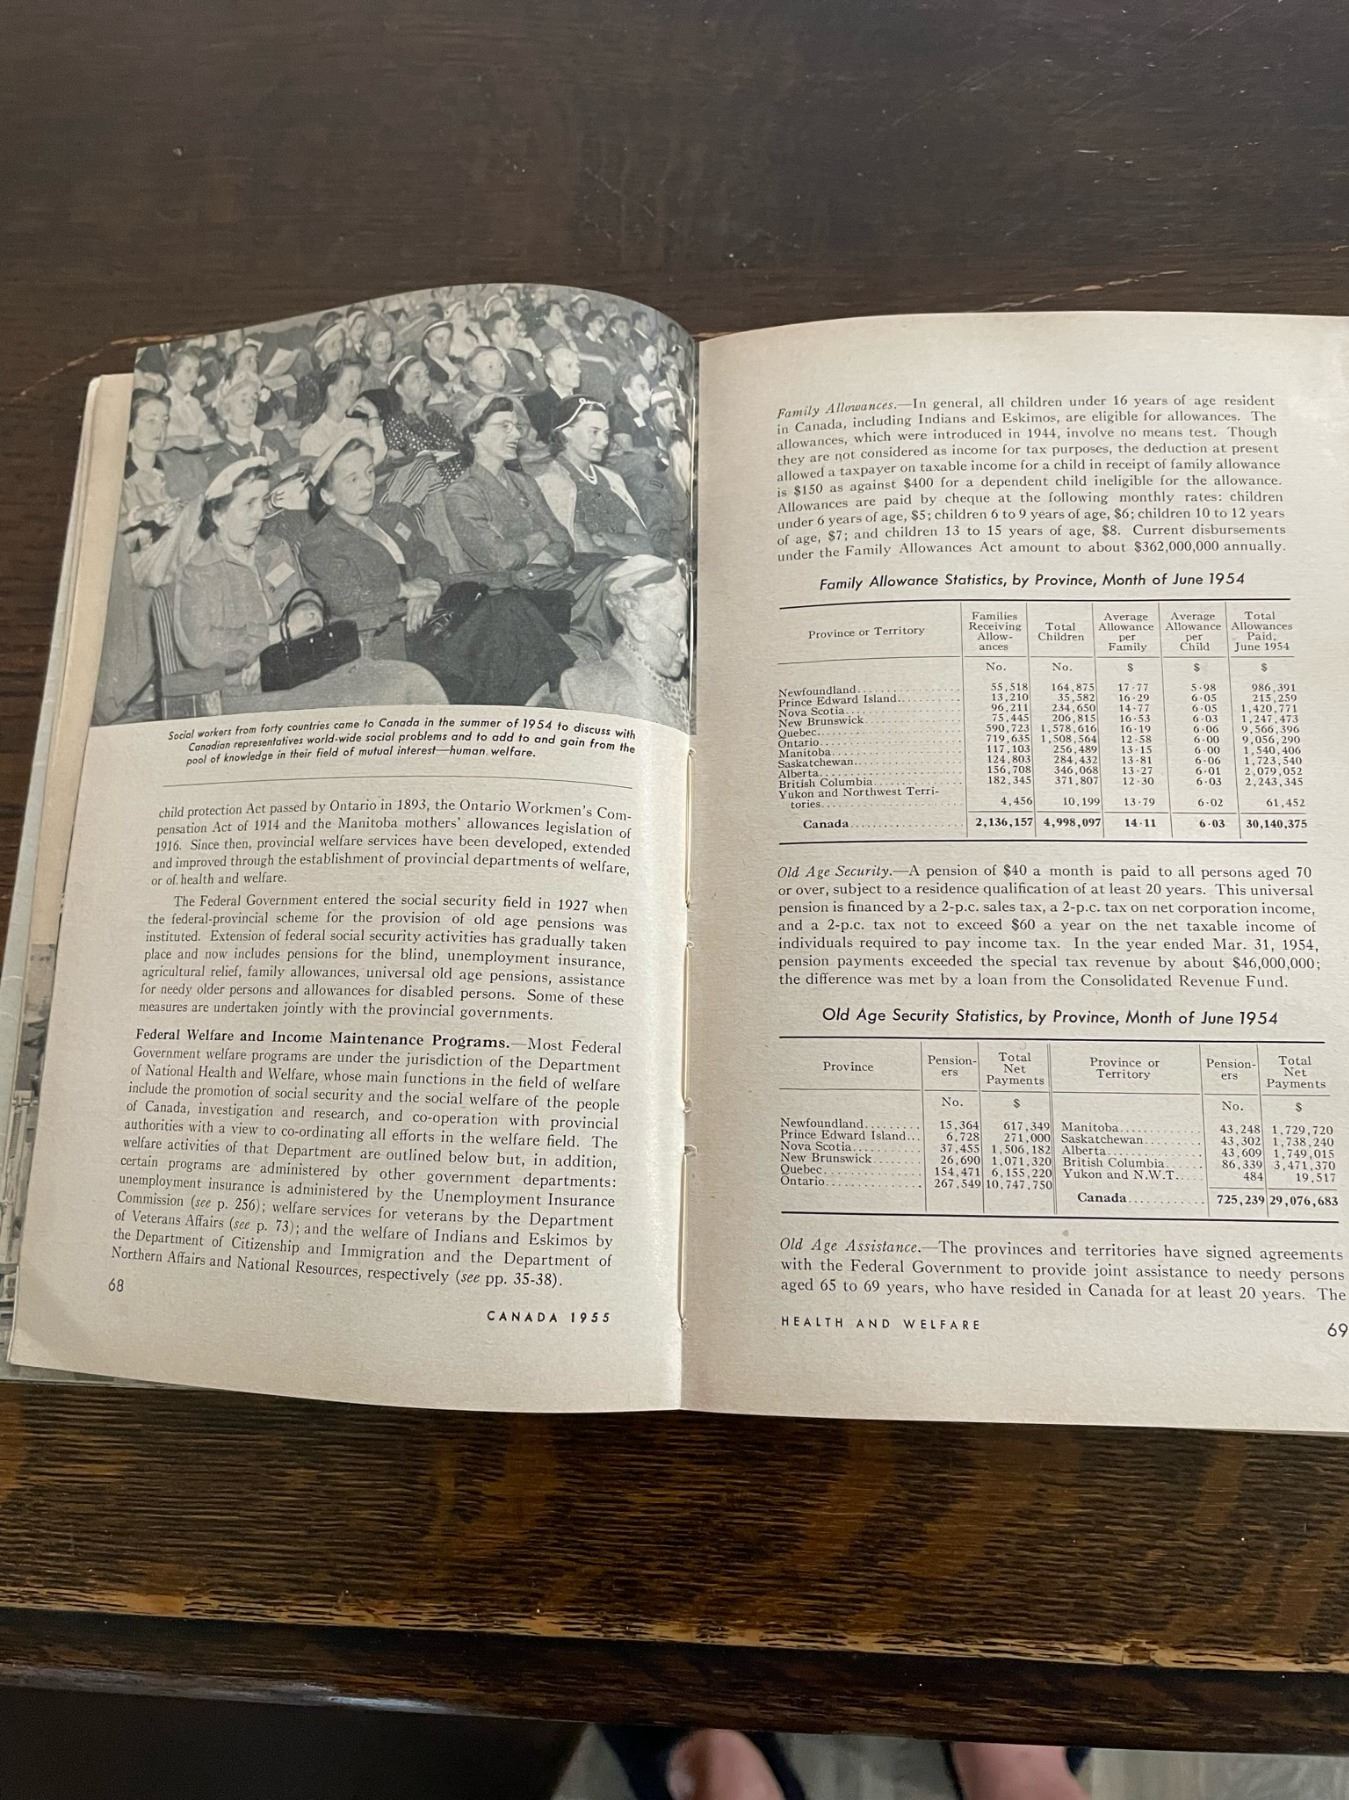 Social workers from forty countries came to Canada in the summer of 1954 to discuss with
Canadian representatives world-wide social problems and to add to and gain from the
pool of knowledge in their field of mutual interest—human welfare.
child protection Act passed by Ontario in 1893, the Ontario Workmen's Com-
pensation Act of 1914 and the Manitoba mothers' allowances legislation of
1916. Since then, provincial welfare services have been developed, extended
and improved through the establishment of provincial departments of welfare,
or of health and welfare.
The Federal Government entered the social security field in 1927 when
the federal-provincial scheme for the provision of old age pensions was
instituted. Extension of federal social security activities has gradually taken
place and now includes pensions for the blind, unemployment insurance,
agricultural relief, family allowances, universal old age pensions, assistance
for needy older persons and allowances for disabled persons. Some of these
measures are undertaken jointly with the provincial governments.
Federal Welfare and Income Maintenance Programs.—Most Federal
Government welfare programs are under the jurisdiction of the Department
of National Health and Welfare, whose main functions in the field of welfare
include the promotion of social security and the social welfare of the people
of Canada, investigation and research, and co-operation with provincial
authorities with a view to co-ordinating all efforts in the welfare field. The
welfare activities of that Department are outlined below but, in addition,
certain programs are administered by other government departments:
unemployment insurance is administered by the Unemployment Insurance
Commission (see p. 256); welfare services for veterans by the Department
of Veterans Affairs (see p. 73); and the welfare of Indians and Eskimos by
the Department of Citizenship and Immigration and the Department of
Northern Affairs and National Resources, respectively (see pp. 35-38).
68
CANADA 1955
Family Allowances.—In general, all children under 16 years of age resident
in Canada, including Indians and Eskimos, are eligible for allowances. The
allowances, which were introduced in 1944, involve no means test. Though
they are not considered as income for tax purposes, the deduction at present
allowed a taxpayer on taxable income for a child in receipt of family allowance
is $150 as against $400 for a dependent child ineligible for the allowance.
Allowances are paid by cheque at the following monthly rates: children
under 6 years of age, $5; children 6 to 9 years of age, $6; children 10 to 12 years
of age, $7; and children 13 to 15 years of age, $8. Current disbursements
under the Family Allowances Act amount to about $362,000,000 annually.
Family Allowance Statistics, by Province, Month of June 1954
Province or Territory | Families Receiving Allow-ances | Total Children | Average Allowance per Family | Average Allowance per Child | Total Allowances Paid, June 1954
No. No. $ $ $
Newfoundland 55,518 164,875 17·77 5·98 986,391
Prince Edward Island 13,210 35,582 16·29 6·05 215,259
Nova Scotia 96,211 234,650 14·77 6·05 1,420,771
New Brunswick 75,445 206,815 16·53 6·03 1,247,473
Quebec 590,723 1,578,616 16·19 6·06 9,566,396
Ontario 719,635 1,508,564 12·58 6·00 9,056,290
Manitoba 117,103 256,489 13·15 6·00 1,540,406
Saskatchewan 124,803 284,432 13·81 6·06 1,723,540
Alberta 156,708 346,068 13·27 6·01 2,079,052
British Columbia 182,345 371,807 12·30 6·03 2,243,345
Yukon and Northwest Terri-
tories 4,456 10,199 13·79 6·02 61,452
Canada 2,136,157 4,998,097 14·11 6·03 30,140,375
Old Age Security.—A pension of $40 a month is paid to all persons aged 70
or over, subject to a residence qualification of at least 20 years. This universal
pension is financed by a 2-p.c. sales tax, a 2-p.c. tax on net corporation income,
and a 2-p.c. tax not to exceed $60 a year on the net taxable income of
individuals required to pay income tax. In the year ended Mar. 31, 1954,
pension payments exceeded the special tax revenue by about $46,000,000;
the difference was met by a loan from the Consolidated Revenue Fund.
Old Age Security Statistics, by Province, Month of June 1954
Province | Pension-ers | Total Net Payments | Province or Territory | Pension-ers | Total Net Payments
No. $ No. $
Newfoundland 15,364 617,349 Manitoba 43,248 1,729,720
Prince Edward Island 6,728 271,000 Saskatchewan 43,302 1,738,240
Nova Scotia 37,455 1,506,182 Alberta 43,609 1,749,015
New Brunswick 26,690 1,071,320 British Columbia 86,339 3,471,370
Quebec 154,471 6,155,220 Yukon and N.W.T. 484 19,517
Ontario 267,549 10,747,750
Canada 725,239 29,076,683
Old Age Assistance.—The provinces and territories have signed agreements
with the Federal Government to provide joint assistance to needy persons
aged 65 to 69 years, who have resided in Canada for at least 20 years. The
HEALTH AND WELFARE
69